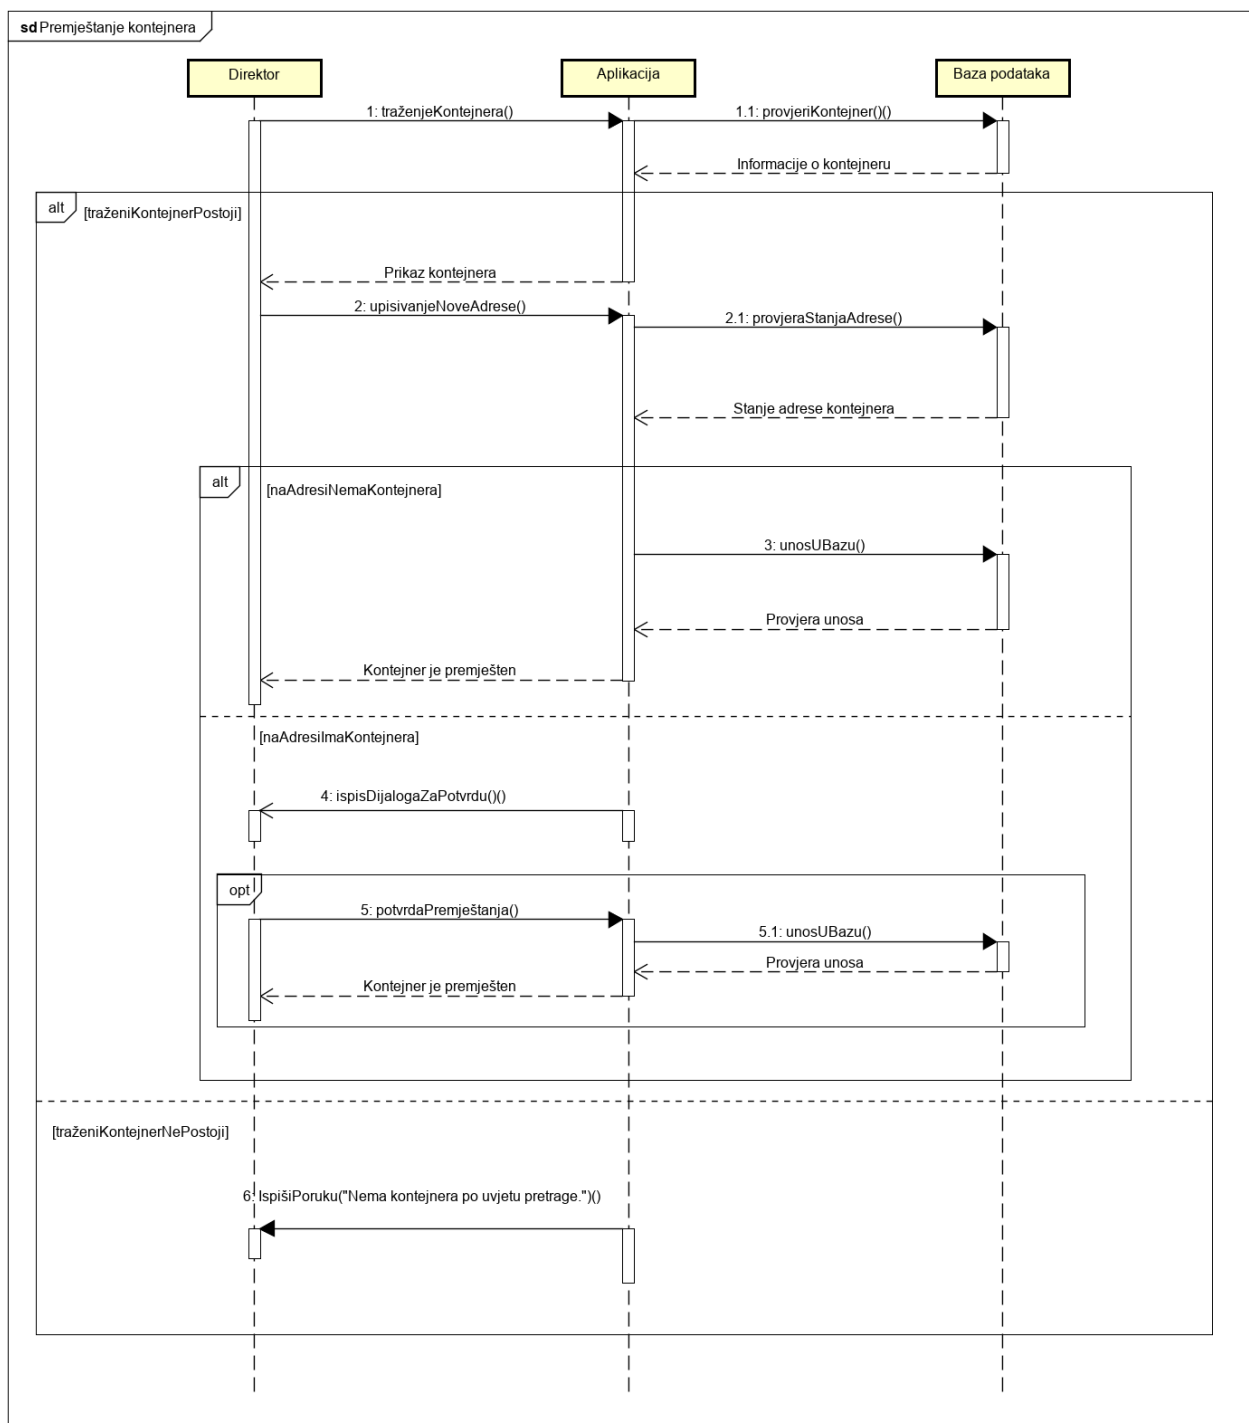 sd Premještanje kontejnera
Direktor
Aplikacija
Baza podataka
1: traženjeKontejnera()
1.1: provjeriKontejner()()
Informacije o kontejneru
alt
[traženiKontejnerPostoji]
Prikaz kontejnera
2: upisivanjeNoveAdrese()
2.1: provjeraStanjaAdrese()
Stanje adrese kontejnera
alt
[naAdresiNemaKontejnera]
3: unosUBazu()
Provjera unosa
Kontejner je premješten
[naAdresiImaKontejnera]
4: ispisDijalogaZaPotvrdu()()
opt
5: potvrdaPremještanja()
5.1: unosUBazu()
Provjera unosa
Kontejner je premješten
[traženiKontejnerNePostoji]
6: IspišiPoruku("Nema kontejnera po uvjetu pretrage.")()